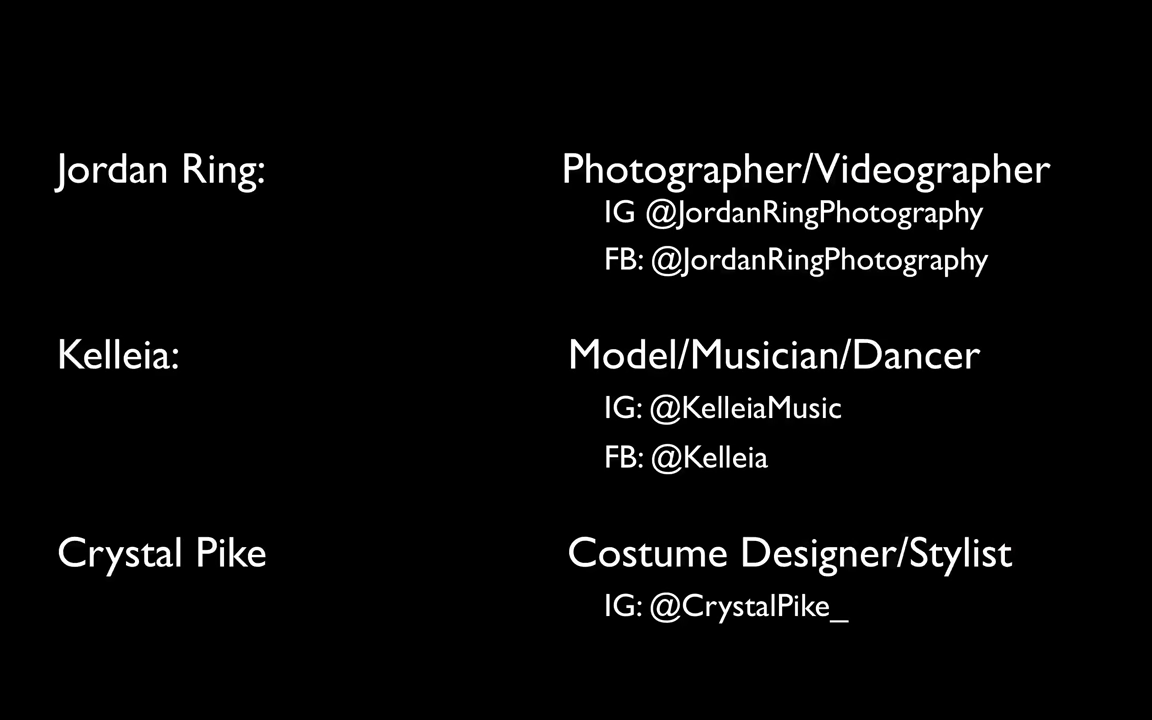 Jordan Ring: Photographer/Videographer
IG @JordanRingPhotography
FB: @JordanRingPhotography
Kelleia: Model/Musician/Dancer
IG: @KelleiaMusic
FB: @Kelleia
Crystal Pike Costume Designer/Stylist
IG: @CrystalPike_